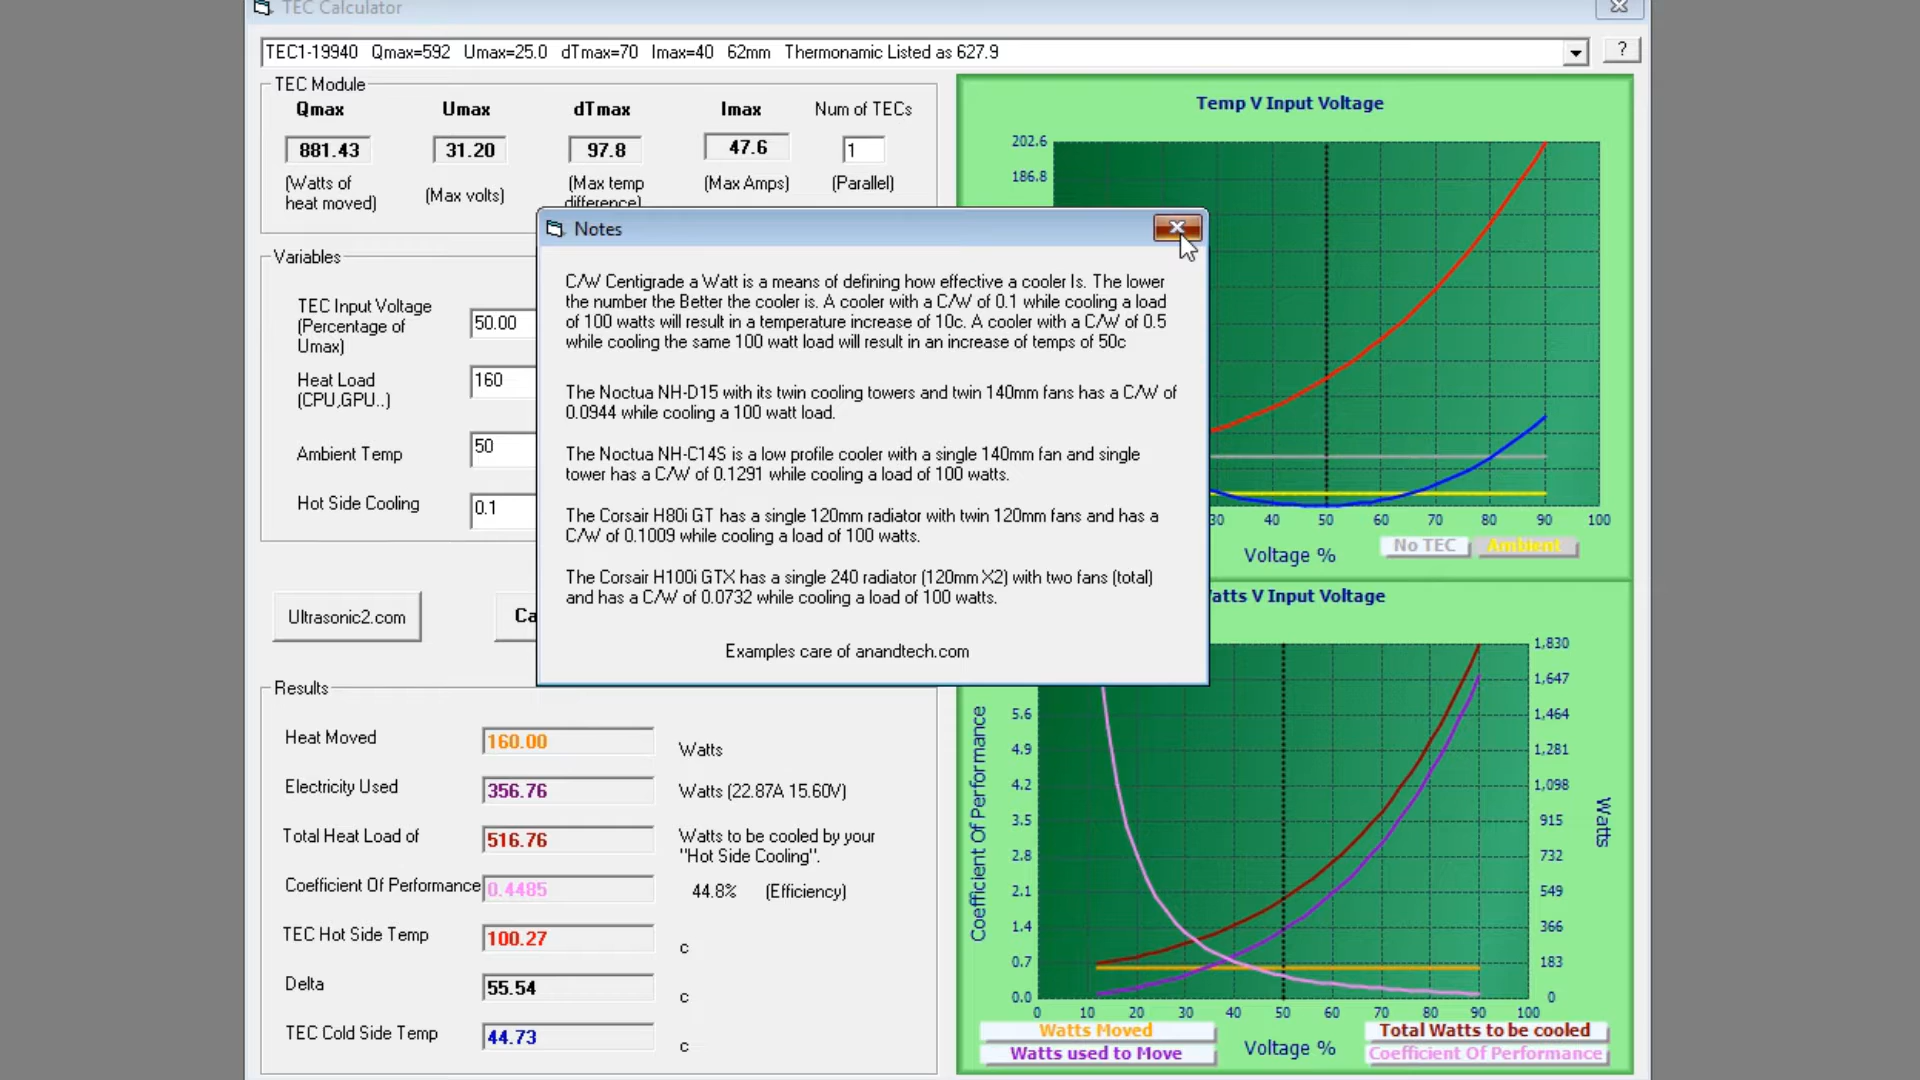 TEC Calculator
TEC1-19940 Qmax=592 Umax=25.0 dTmax=70 Imax=40 62mm Thermonamic Listed as 627.9
?
TEC Module
Qmax Umax dTmax Imax Num of TECs
881.43 31.20 97.8 47.6 1
(Watts of
heat moved)
(Max volts)
(Max temp
difference)
(Max Amps)
(Parallel)
Variables
TEC Input Voltage
(Percentage of
Umax)
50.00
Heat Load
(CPU,GPU..)
160
Ambient Temp
50
Hot Side Cooling
0.1
Ultrasonic2.com
Ca
Notes
C/W Centigrade a Watt is a means of defining how effective a cooler Is. The lower
the number the Better the cooler is. A cooler with a C/W of 0.1 while cooling a load
of 100 watts will result in a temperature increase of 10c. A cooler with a C/W of 0.5
while cooling the same 100 watt load will result in an increase of temps of 50c
The Noctua NH-D15 with its twin cooling towers and twin 140mm fans has a C/W of
0.0944 while cooling a 100 watt load.
The Noctua NH-C14S is a low profile cooler with a single 140mm fan and single
tower has a C/W of 0.1291 while cooling a load of 100 watts.
The Corsair H80i GT has a single 120mm radiator with twin 120mm fans and has a
C/W of 0.1009 while cooling a load of 100 watts.
The Corsair H100i GTX has a single 240 radiator (120mm X2) with two fans (total)
and has a C/W of 0.0732 while cooling a load of 100 watts.
Examples care of anandtech.com
Results
Heat Moved 160.00 Watts
Electricity Used 356.76 Watts (22.87A 15.60V)
Total Heat Load of 516.76 Watts to be cooled by your
"Hot Side Cooling".
Coefficient Of Performance 0.4485 44.8% (Efficiency)
TEC Hot Side Temp 100.27 c
Delta 55.54 c
TEC Cold Side Temp 44.73 c
Temp V Input Voltage
202.6
186.8
30 40 50 60 70 80 90 100
Voltage %
No TEC Ambient
atts V Input Voltage
Coefficient Of Performance
5.6
4.9
4.2
3.5
2.8
2.1
1.4
0.7
0.0
1,830
1,647
1,464
1,281
1,098
915
732
549
366
183
0
Watts
0 10 20 30 40 50 60 70 80 90 100
Voltage %
Watts Moved
Total Watts to be cooled
Watts used to Move
Coefficient Of Performance